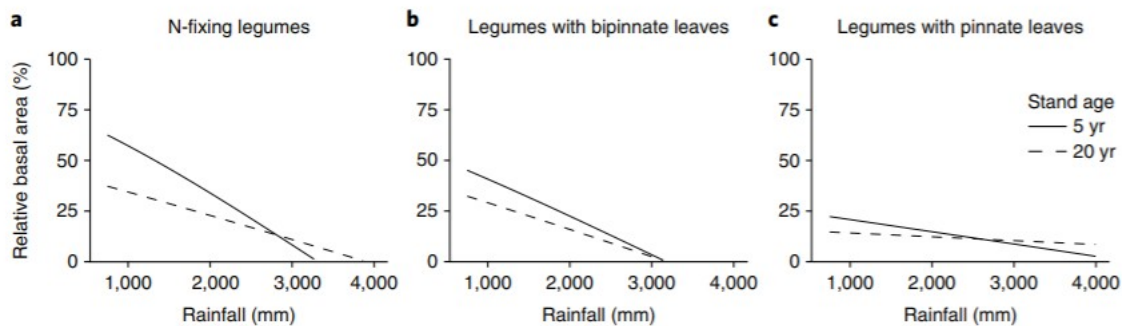 a N-fixing legumes
b Legumes with bipinnate leaves
c Legumes with pinnate leaves
Relative basal area (%)
100
75
50
25
0
1,000 2,000 3,000 4,000
Rainfall (mm)
100
75
50
25
0
1,000 2,000 3,000 4,000
Rainfall (mm)
100
75
50
25
0
1,000 2,000 3,000 4,000
Rainfall (mm)
Stand age
5 yr
20 yr